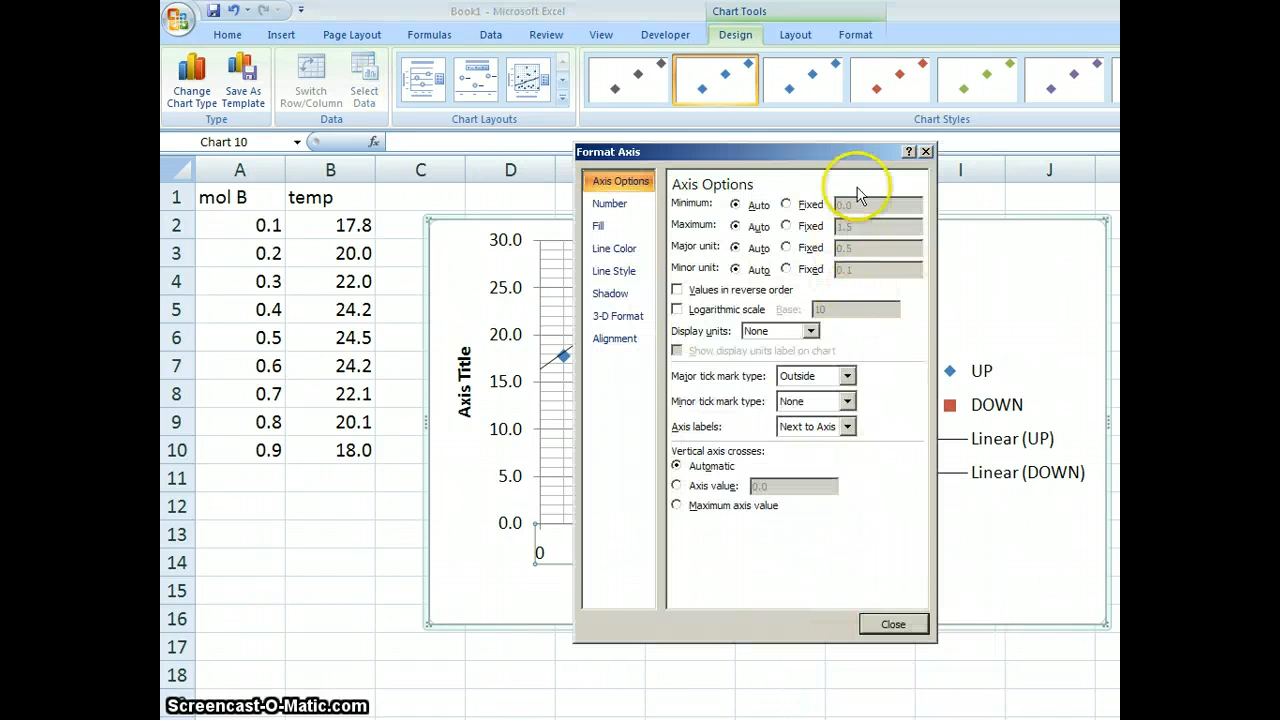 Book1 - Microsoft Excel
Chart Tools
Home Insert Page Layout Formulas Data Review View Developer Design Layout Format
Change Chart Type
Save As Template
Switch Row/Column
Select Data
Type
Data
Chart Layouts
Chart Styles
Chart 10
fx
A B C D I J
1 mol B temp
2 0.1 17.8
3 0.2 20.0
4 0.3 22.0
5 0.4 24.2
6 0.5 24.5
7 0.6 24.2
8 0.7 22.1
9 0.8 20.1
10 0.9 18.0
11
12
13
14
15
16
17
18
30.0
25.0
20.0
15.0
10.0
5.0
0.0
0
Axis Title
Format Axis
Axis Options
Number
Fill
Line Color
Line Style
Shadow
3-D Format
Alignment
Axis Options
Minimum: Auto Fixed 0.0
Maximum: Auto Fixed 1.5
Major unit: Auto Fixed 0.5
Minor unit: Auto Fixed 0.1
Values in reverse order
Logarithmic scale Base: 10
Display units: None
Show display units label on chart
Major tick mark type: Outside
Minor tick mark type: None
Axis labels: Next to Axis
Vertical axis crosses:
Automatic
Axis value: 0.0
Maximum axis value
Close
UP
DOWN
Linear (UP)
Linear (DOWN)
Screencast-O-Matic.com